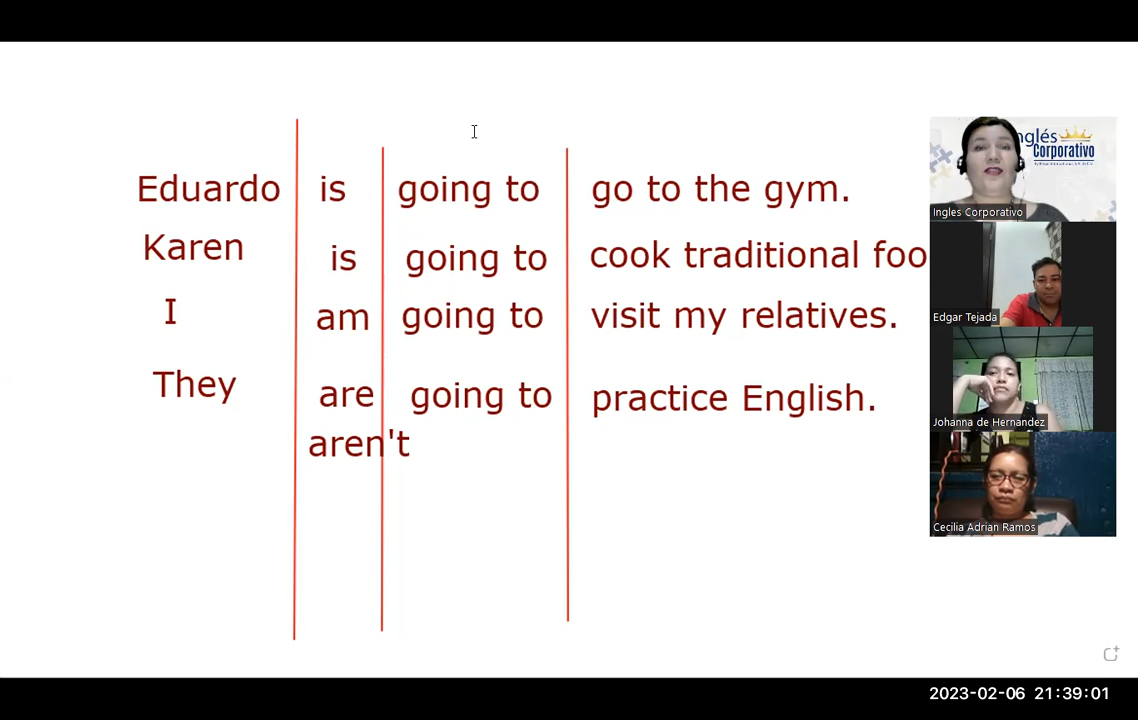 Eduardo is going to go to the gym.
Karen is going to cook traditional foo
I am going to visit my relatives.
They are going to practice English.
aren't
Inglés
Corporativo
Ingles Corporativo
Edgar Tejada
Johanna de Hernandez
Cecilia Adrian Ramos
2023-02-06 21:39:01